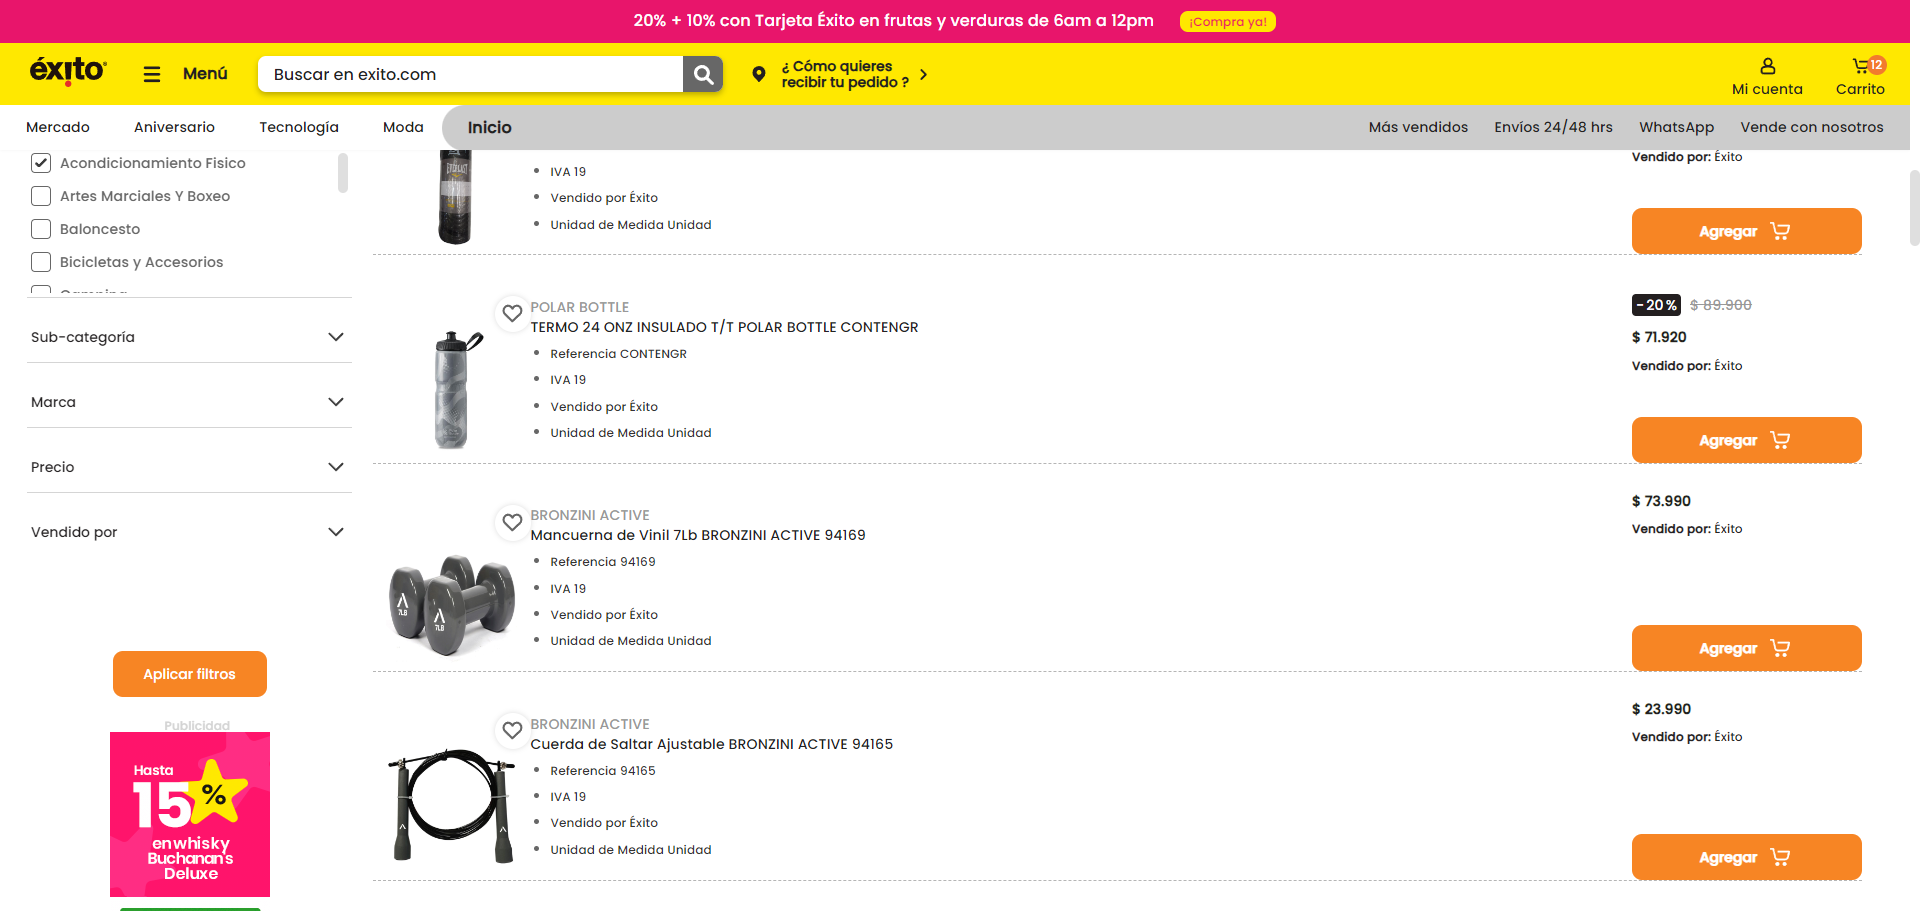 20% + 10% con Tarjeta Éxito en frutas y verduras de 6am a 12pm
¡Compra ya!
éxito
Menú
Buscar en exito.com
¿ Cómo quieres
recibir tu pedido ?
Mi cuenta
12
Carrito
Mercado
Aniversario
Tecnología
Moda
Inicio
Más vendidos
Envíos 24/48 hrs
WhatsApp
Vende con nosotros
Acondicionamiento Fisico
Artes Marciales Y Boxeo
Baloncesto
Bicicletas y Accesorios
Sub-categoría
Marca
Precio
Vendido por
Aplicar filtros
Publicidad
Hasta
15%
en whisky
Buchanan's
Deluxe
EVERLAST
IVA 19
Vendido por Éxito
Unidad de Medida Unidad
Vendido por: Éxito
Agregar
POLAR BOTTLE
TERMO 24 ONZ INSULADO T/T POLAR BOTTLE CONTENGR
Referencia CONTENGR
IVA 19
Vendido por Éxito
Unidad de Medida Unidad
-20%
$ 89.900
$ 71.920
Vendido por: Éxito
Agregar
BRONZINI ACTIVE
Mancuerna de Vinil 7Lb BRONZINI ACTIVE 94169
Referencia 94169
IVA 19
Vendido por Éxito
Unidad de Medida Unidad
7LB
7LB
$ 73.990
Vendido por: Éxito
Agregar
BRONZINI ACTIVE
Cuerda de Saltar Ajustable BRONZINI ACTIVE 94165
Referencia 94165
IVA 19
Vendido por Éxito
Unidad de Medida Unidad
$ 23.990
Vendido por: Éxito
Agregar